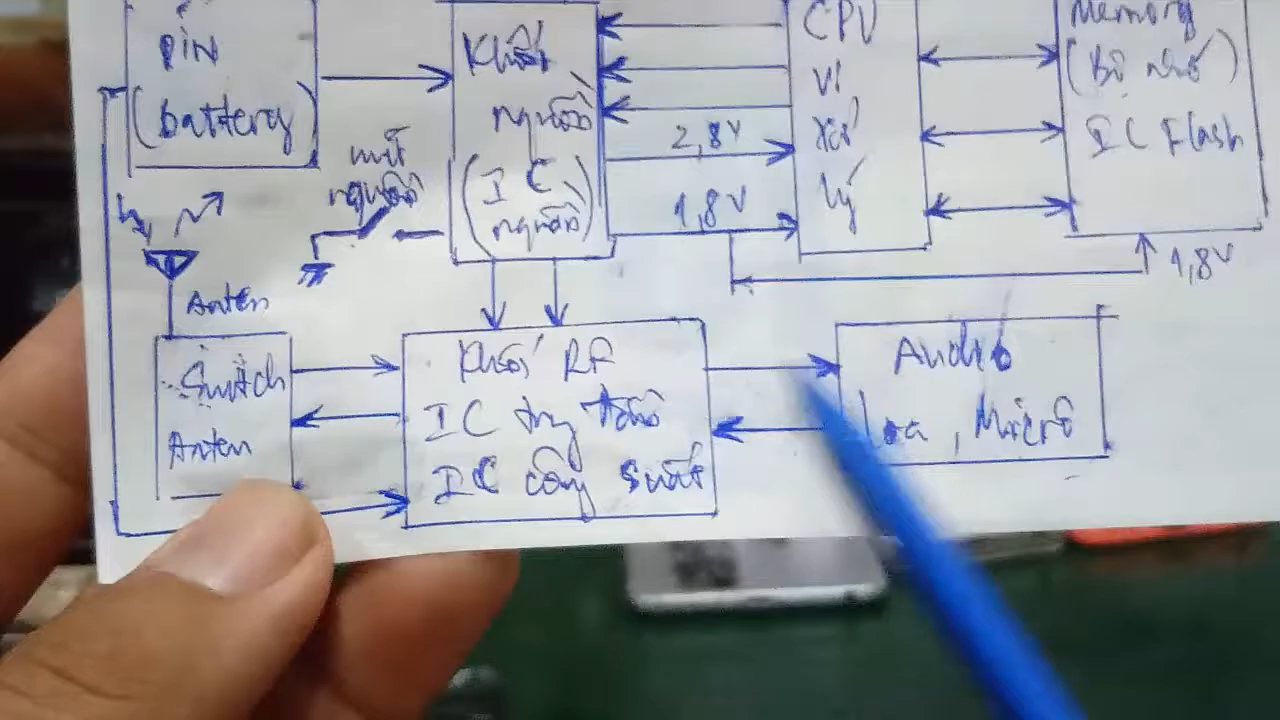 PIN
(battery)
Khối
nguồn
(IC
nguồn)
CPU
Vi
xử
lý
Memory
(Bộ nhớ)
IC Flash
2,8V
1,8V
1,8V
mở
nguồn
Anten
Switch
Anten
Khối RF
IC trung tần
IC công suất
Audio
Loa, Micrô